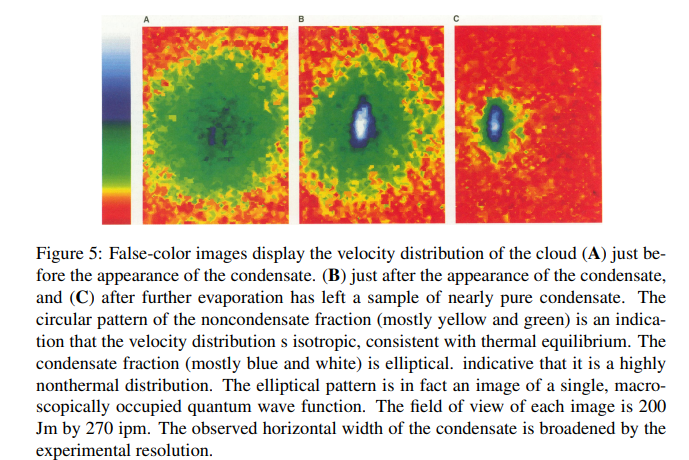 A B C
Figure 5: False-color images display the velocity distribution of the cloud (A) just be-
fore the appearance of the condensate. (B) just after the appearance of the condensate,
and (C) after further evaporation has left a sample of nearly pure condensate. The
circular pattern of the noncondensate fraction (mostly yellow and green) is an indica-
tion that the velocity distribution s isotropic, consistent with thermal equilibrium. The
condensate fraction (mostly blue and white) is elliptical. indicative that it is a highly
nonthermal distribution. The elliptical pattern is in fact an image of a single, macro-
scopically occupied quantum wave function. The field of view of each image is 200
Jm by 270 ipm. The observed horizontal width of the condensate is broadened by the
experimental resolution.